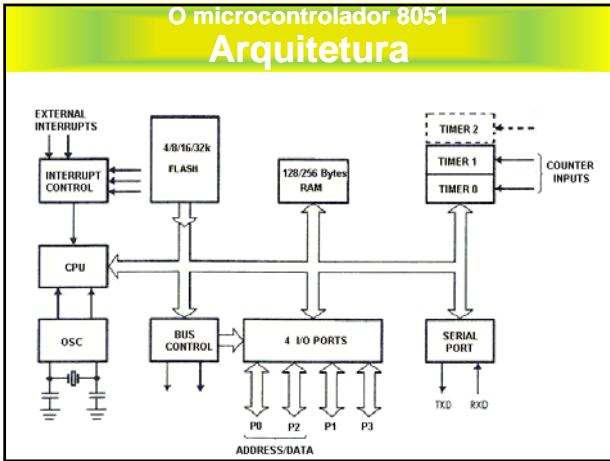 O microcontrolador 8051
Arquitetura
EXTERNAL
INTERRUPTS
INTERRUPT
CONTROL
4/8/16/32k
FLASH
128/256 Bytes
RAM
TIMER 2
TIMER 1
TIMER 0
COUNTER
INPUTS
CPU
OSC
BUS
CONTROL
4 I/O PORTS
SERIAL
PORT
P0 P2 P1 P3
TXD RXD
ADDRESS/DATA